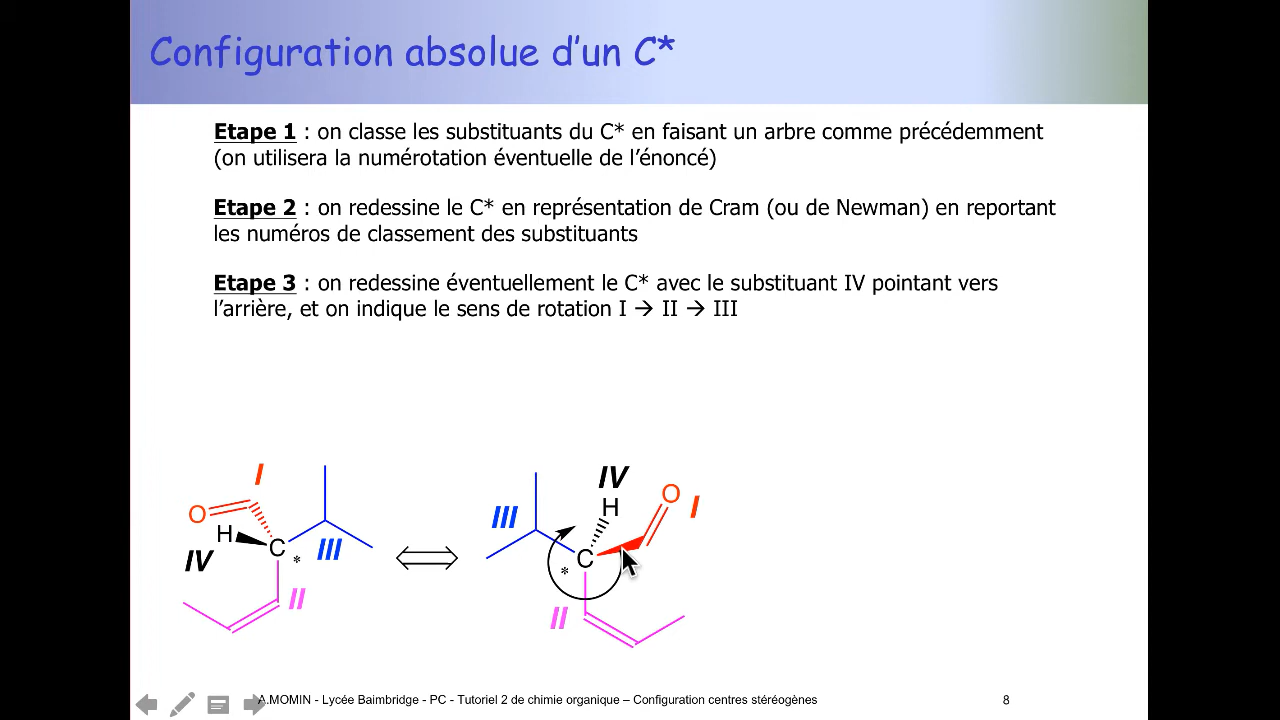 Configuration absolue d'un C*
Etape 1 : on classe les substituants du C* en faisant un arbre comme précédemment
(on utilisera la numérotation éventuelle de l'énoncé)
Etape 2 : on redessine le C* en représentation de Cram (ou de Newman) en reportant
les numéros de classement des substituants
Etape 3 : on redessine éventuellement le C* avec le substituant IV pointant vers
l'arrière, et on indique le sens de rotation I → II → III
I
O
H
IV
C
*
III
II
IV
III
H
O
I
C
*
II
A.MOMIN - Lycée Baimbridge - PC - Tutoriel 2 de chimie organique – Configuration centres stéréogènes
8